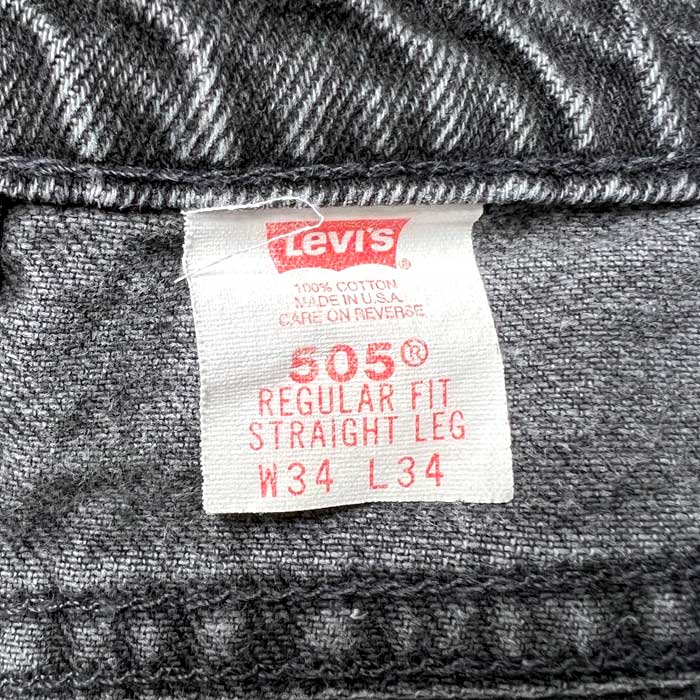 Levi's®
100% COTTON
MADE IN U.S.A.
CARE ON REVERSE
505®
REGULAR FIT
STRAIGHT LEG
W34 L34